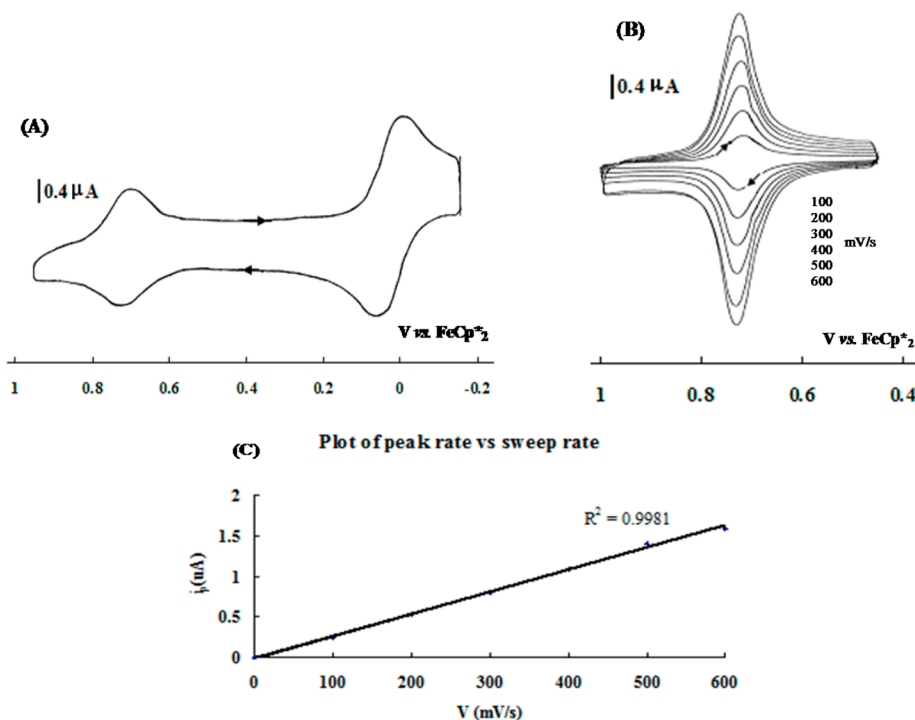 (A)
0.4 µA
V vs. FeCp*2
1 0.8 0.6 0.4 0.2 0 -0.2
(B)
0.4 µA
100
200
300
400 mV/s
500
600
V vs. FeCp*2
1 0.8 0.6 0.4
(C)
Plot of peak rate vs sweep rate
2
1.5
1
0.5
0
jp(uA)
R² = 0.9981
0 100 200 300 400 500 600
V (mV/s)